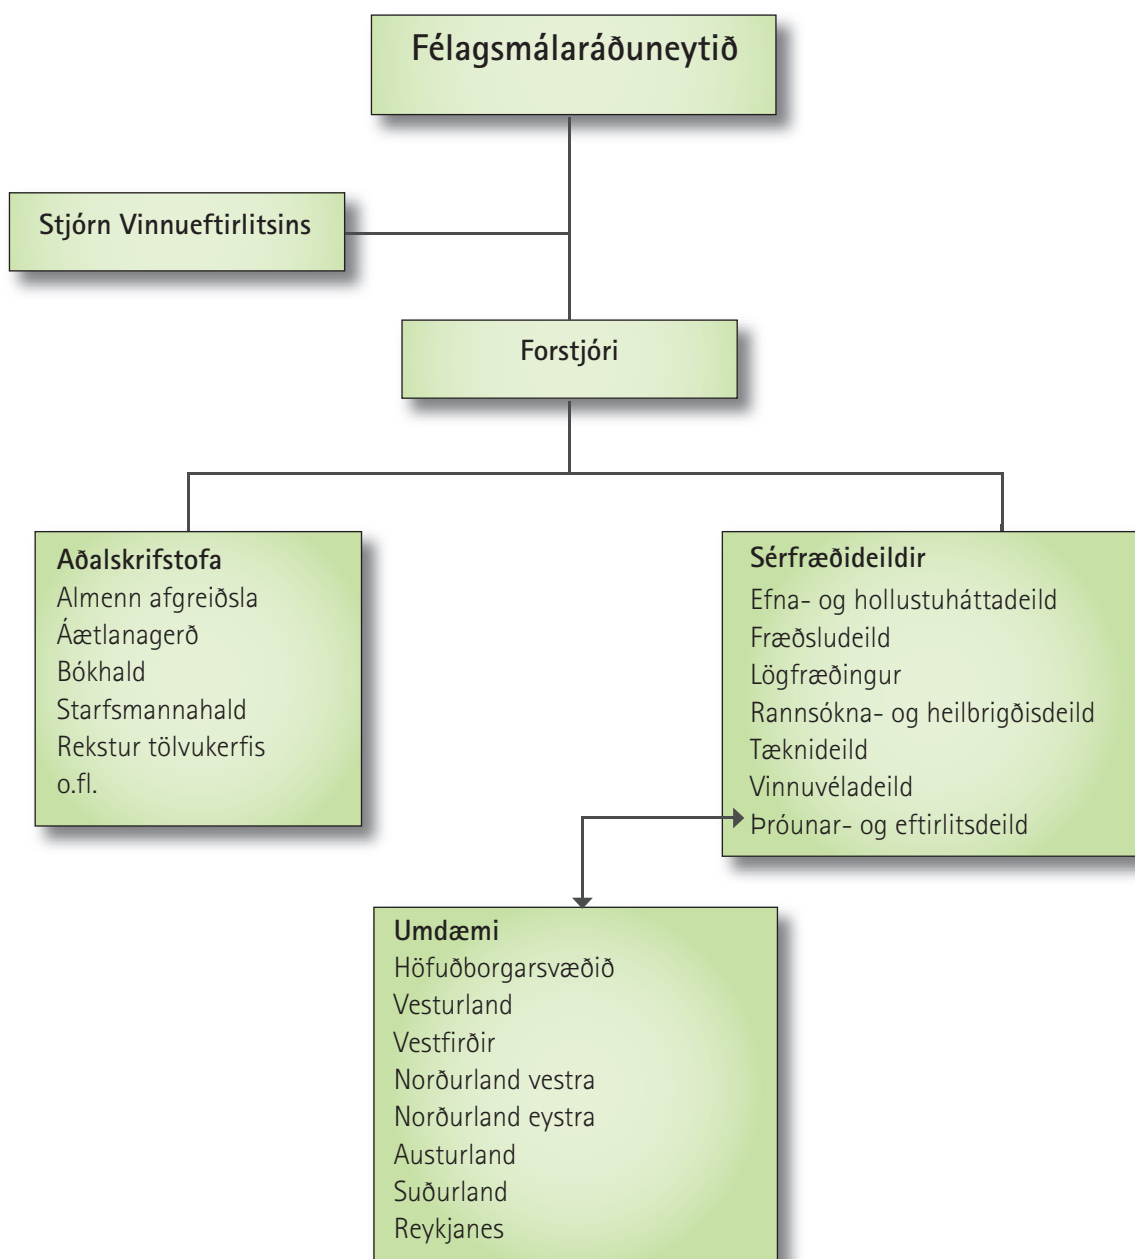 Félagsmálaráðuneytið
Stjórn Vinnueftirlitsins
Forstjóri
Aðalskrifstofa
Almenn afgreiðsla
Áætlanagerð
Bókhald
Starfsmannahald
Rekstur tölvukerfis
o.fl.
Sérfræðideildir
Efna- og hollustuháttadeild
Fræðsludeild
Lögfræðingur
Rannsókna- og heilbrigðisdeild
Tæknideild
Vinnuvéladeild
Þróunar- og eftirlitsdeild
Umdæmi
Höfuðborgarsvæðið
Vesturland
Vestfirðir
Norðurland vestra
Norðurland eystra
Austurland
Suðurland
Reykjanes